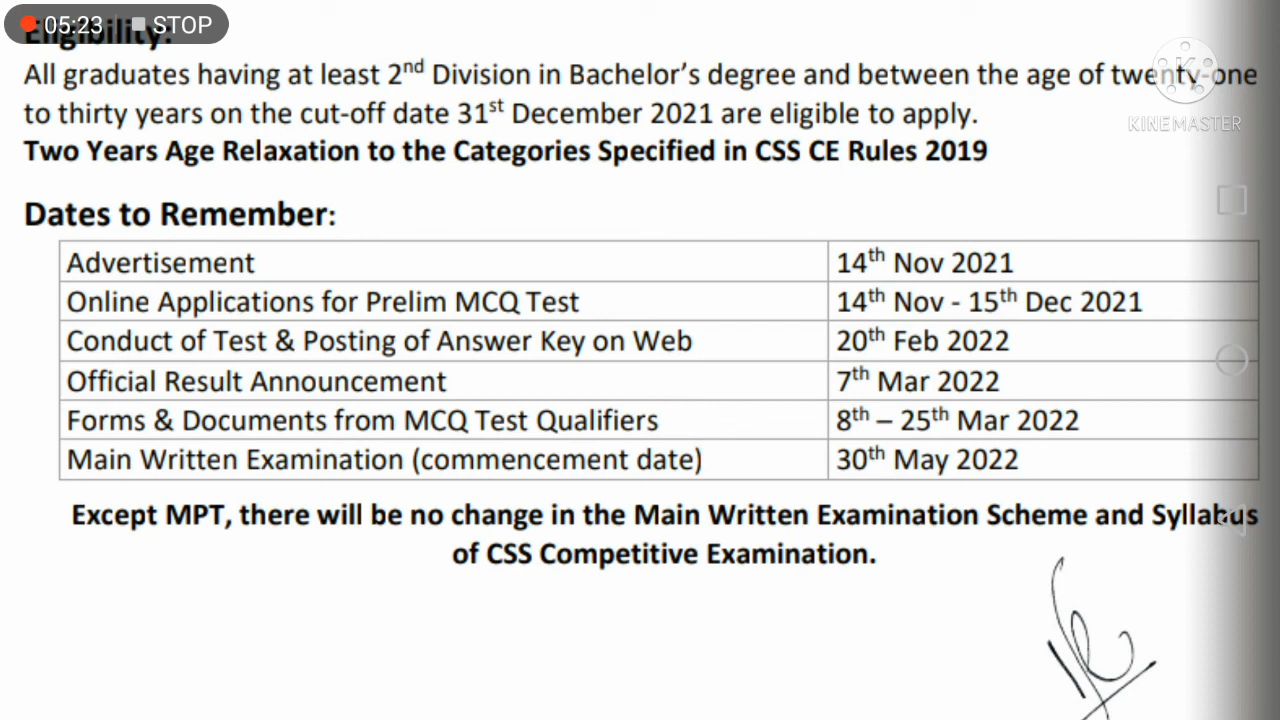 05:23 STOP
Eligibility:
All graduates having at least 2nd Division in Bachelor's degree and between the age of twenty-one
to thirty years on the cut-off date 31st December 2021 are eligible to apply.
KINEMASTER
Two Years Age Relaxation to the Categories Specified in CSS CE Rules 2019
Dates to Remember:
Advertisement 14th Nov 2021
Online Applications for Prelim MCQ Test 14th Nov - 15th Dec 2021
Conduct of Test & Posting of Answer Key on Web 20th Feb 2022
Official Result Announcement 7th Mar 2022
Forms & Documents from MCQ Test Qualifiers 8th – 25th Mar 2022
Main Written Examination (commencement date) 30th May 2022
Except MPT, there will be no change in the Main Written Examination Scheme and Syllabus
of CSS Competitive Examination.